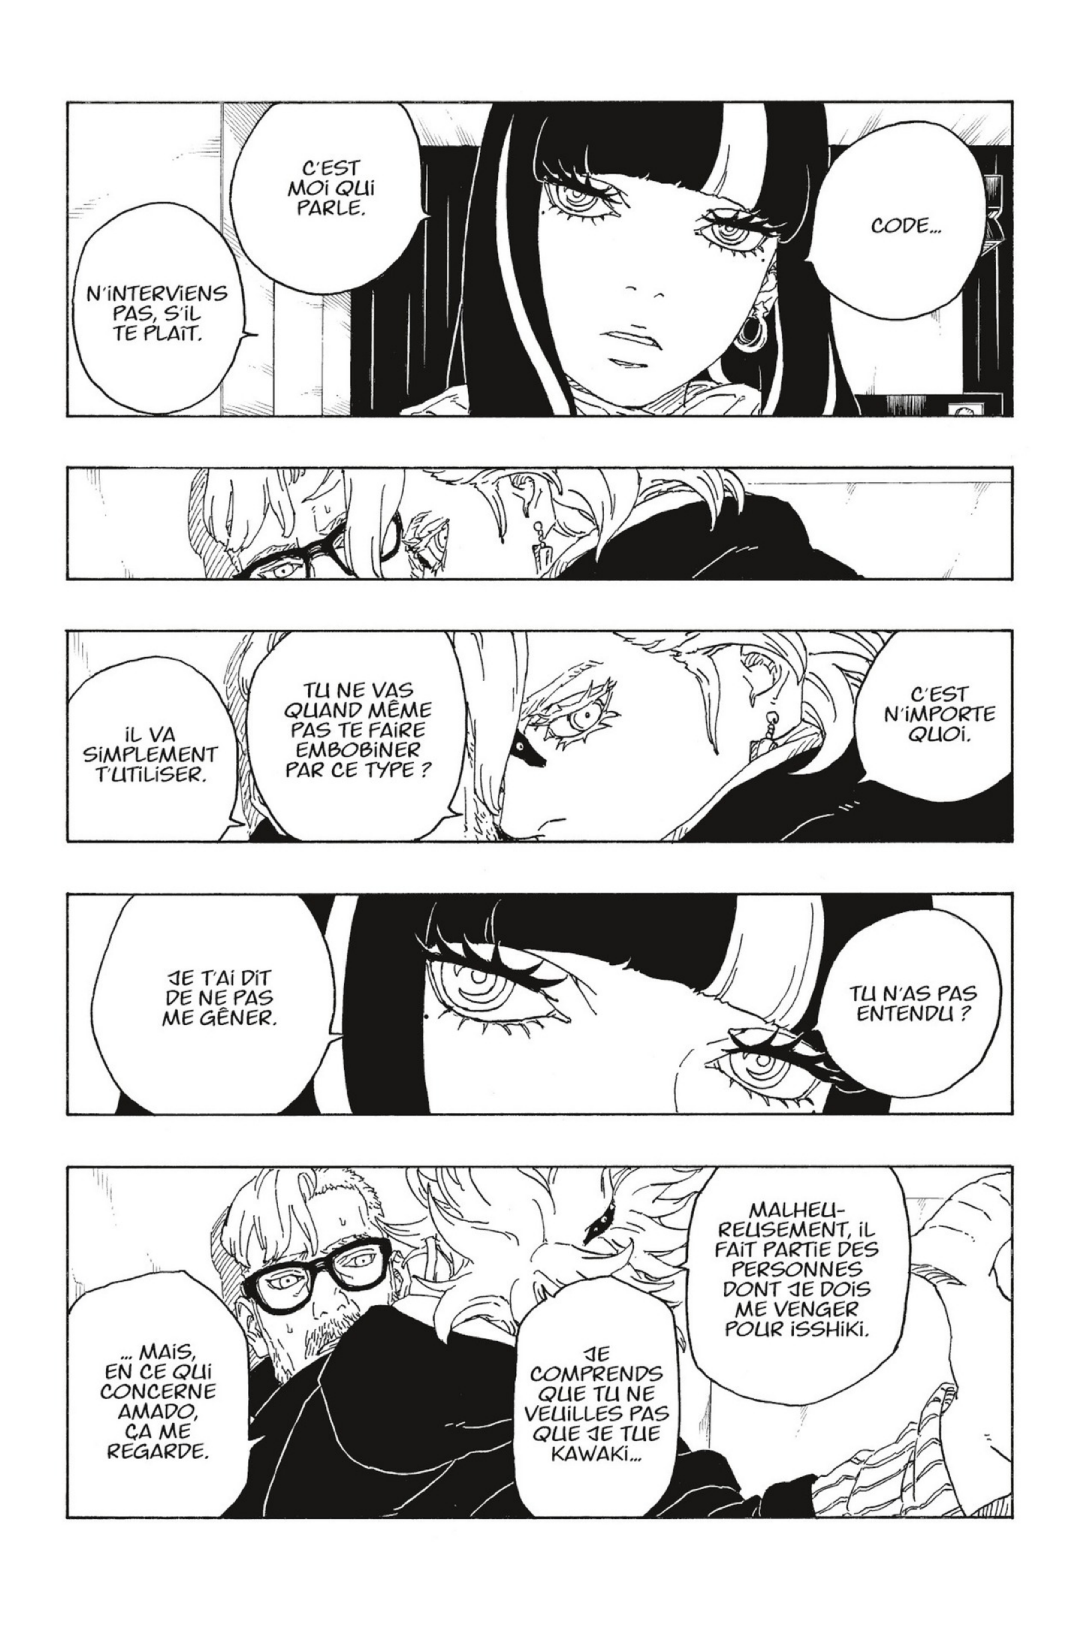 CODE...
C'EST
MOI QUI
PARLE.
N'INTERVIENS
PAS, S'IL
TE PLAIT.
C'EST
N'IMPORTE
QUOI.
TU NE VAS
QUAND MÊME
PAS TE FAIRE
EMBOBINER
PAR CE TYPE ?
IL VA
SIMPLEMENT
T'UTILISER.
TU N'AS PAS
ENTENDU ?
JE T'AI DIT
DE NE PAS
ME GÊNER.
MALHEU-
REUSEMENT, IL
FAIT PARTIE DES
PERSONNES
DONT JE DOIS
ME VENGER
POUR ISSHIKI.
JE
COMPRENDS
QUE TU NE
VEUILLES PAS
QUE JE TUE
KAWAKI...
... MAIS,
EN CE QUI
CONCERNE
AMADO,
ÇA ME
REGARDE.